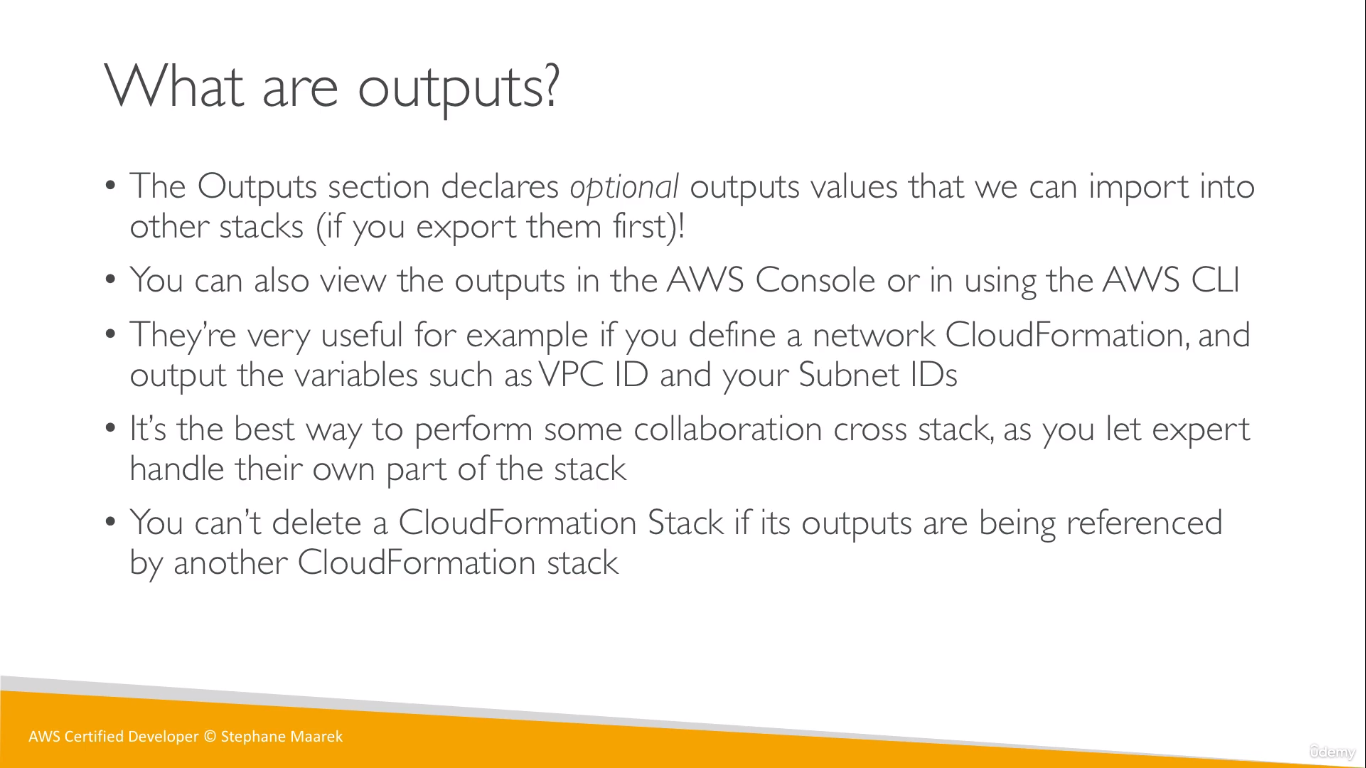 What are outputs?
• The Outputs section declares optional outputs values that we can import into
other stacks (if you export them first)!
• You can also view the outputs in the AWS Console or in using the AWS CLI
• They’re very useful for example if you define a network CloudFormation, and
output the variables such as VPC ID and your Subnet IDs
• It’s the best way to perform some collaboration cross stack, as you let expert
handle their own part of the stack
• You can’t delete a CloudFormation Stack if its outputs are being referenced
by another CloudFormation stack
AWS Certified Developer © Stephane Maarek
ûdemy